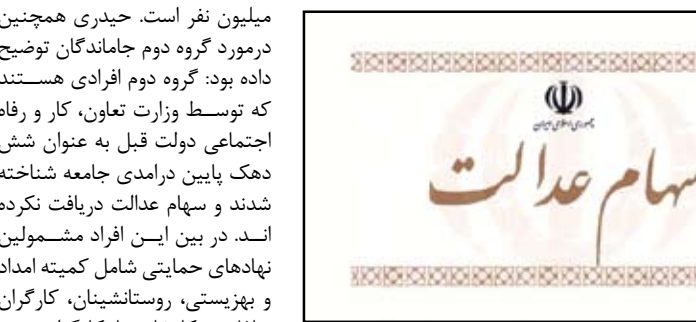 میلیون نفر است. حیدری همچنین
درمورد گروه دوم جاماندگان توضیح
داده بود: گروه دوم افرادی هستند
که توسط وزارت تعاون، کار و رفاه
اجتماعی دولت قبل به عنوان شش
دهک پایین درامدی جامعه شناخته
شدند و سهام عدالت دریافت نکرده
اند. در بین این افراد مشمولین
نهادهای حمایتی شامل کمیته امداد
و بهزیستی، روستانشینان، کارگران
جمهوری اسلامی ایران
سهام عدالت